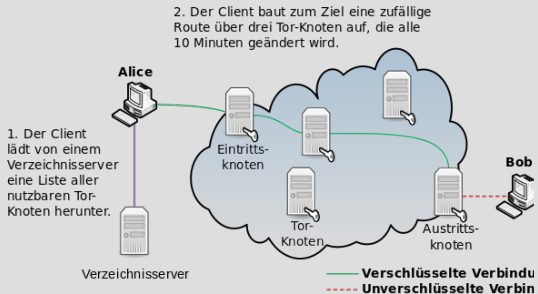 2. Der Client baut zum Ziel eine zufällige
Route über drei Tor-Knoten auf, die alle
10 Minuten geändert wird.
Alice
1. Der Client
lädt von einem
Verzeichnisserver
eine Liste aller
nutzbaren Tor-
Knoten herunter.
Eintritts-
knoten
Tor-
Knoten
Bob
Austritts-
knoten
Verzeichnisserver
Verschlüsselte Verbindu
Unverschlüsselte Verbin